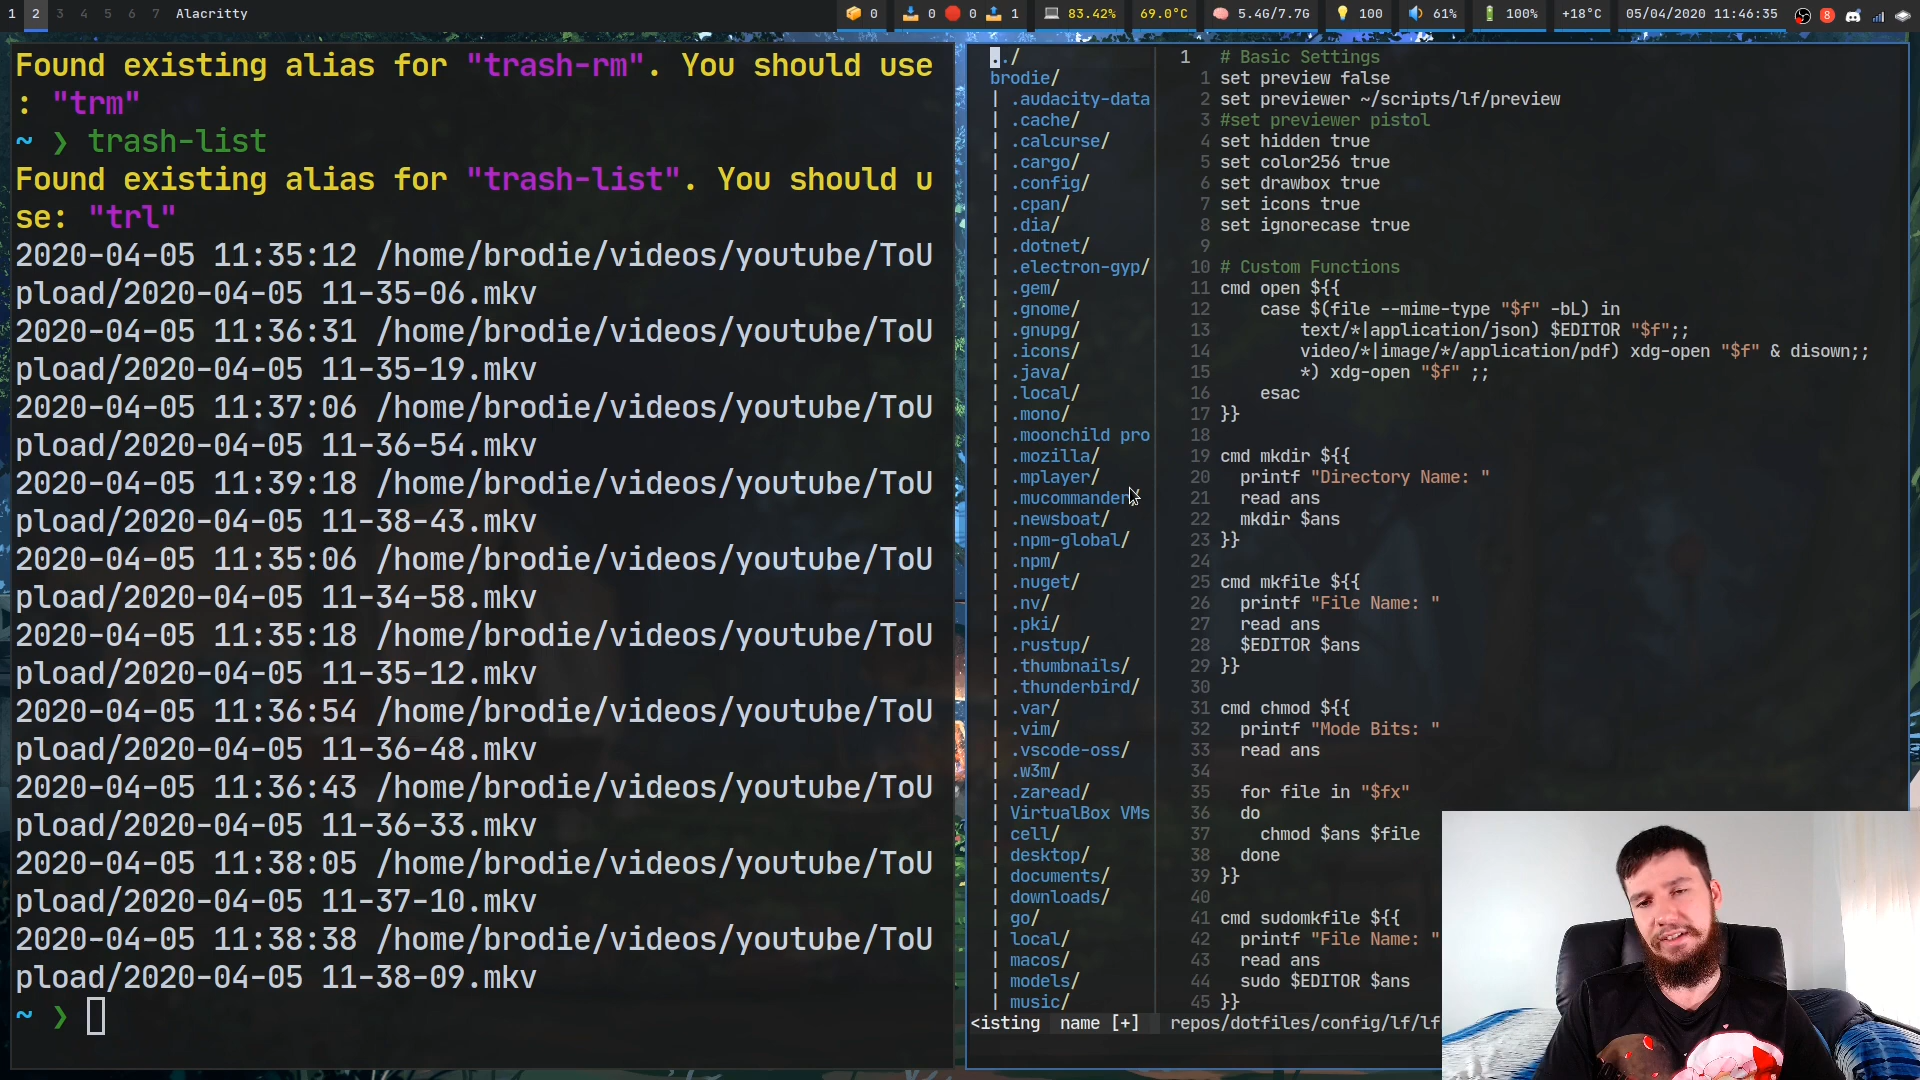 1 2 3 4 5 6 7 Alacritty
0 0 0 1 83.42% 69.0°C 5.4G/7.7G 100 61% 100% +18°C 05/04/2020 11:46:35 8
Found existing alias for "trash-rm". You should use
: "trm"
~ ❯ trash-list
Found existing alias for "trash-list". You should u
se: "trl"
2020-04-05 11:35:12 /home/brodie/videos/youtube/ToU
pload/2020-04-05 11-35-06.mkv
2020-04-05 11:36:31 /home/brodie/videos/youtube/ToU
pload/2020-04-05 11-35-19.mkv
2020-04-05 11:37:06 /home/brodie/videos/youtube/ToU
pload/2020-04-05 11-36-54.mkv
2020-04-05 11:39:18 /home/brodie/videos/youtube/ToU
pload/2020-04-05 11-38-43.mkv
2020-04-05 11:35:06 /home/brodie/videos/youtube/ToU
pload/2020-04-05 11-34-58.mkv
2020-04-05 11:35:18 /home/brodie/videos/youtube/ToU
pload/2020-04-05 11-35-12.mkv
2020-04-05 11:36:54 /home/brodie/videos/youtube/ToU
pload/2020-04-05 11-36-48.mkv
2020-04-05 11:36:43 /home/brodie/videos/youtube/ToU
pload/2020-04-05 11-36-33.mkv
2020-04-05 11:38:05 /home/brodie/videos/youtube/ToU
pload/2020-04-05 11-37-10.mkv
2020-04-05 11:38:38 /home/brodie/videos/youtube/ToU
pload/2020-04-05 11-38-09.mkv
~ ❯
../
brodie/
| .audacity-data
| .cache/
| .calcurse/
| .cargo/
| .config/
| .cpan/
| .dia/
| .dotnet/
| .electron-gyp/
| .gem/
| .gnome/
| .gnupg/
| .icons/
| .java/
| .local/
| .mono/
| .moonchild pro
| .mozilla/
| .mplayer/
| .mucommander/
| .newsboat/
| .npm-global/
| .npm/
| .nuget/
| .nv/
| .pki/
| .rustup/
| .thumbnails/
| .thunderbird/
| .var/
| .vim/
| .vscode-oss/
| .w3m/
| .zaread/
| VirtualBox VMs
| cell/
| desktop/
| documents/
| downloads/
| go/
| local/
| macos/
| models/
| music/
1 # Basic Settings
1 set preview false
2 set previewer ~/scripts/lf/preview
3 #set previewer pistol
4 set hidden true
5 set color256 true
6 set drawbox true
7 set icons true
8 set ignorecase true
9
10 # Custom Functions
11 cmd open ${{
12 case $(file --mime-type "$f" -bL) in
13 text/*|application/json) $EDITOR "$f";;
14 video/*|image/*/application/pdf) xdg-open "$f" & disown;;
15 *) xdg-open "$f" ;;
16 esac
17 }}
18
19 cmd mkdir ${{
20 printf "Directory Name: "
21 read ans
22 mkdir $ans
23 }}
24
25 cmd mkfile ${{
26 printf "File Name: "
27 read ans
28 $EDITOR $ans
29 }}
30
31 cmd chmod ${{
32 printf "Mode Bits: "
33 read ans
34
35 for file in "$fx"
36 do
37 chmod $ans $file
38 done
39 }}
40
41 cmd sudomkfile ${{
42 printf "File Name: "
43 read ans
44 sudo $EDITOR $ans
45 }}
<isting name [+] repos/dotfiles/config/lf/lf